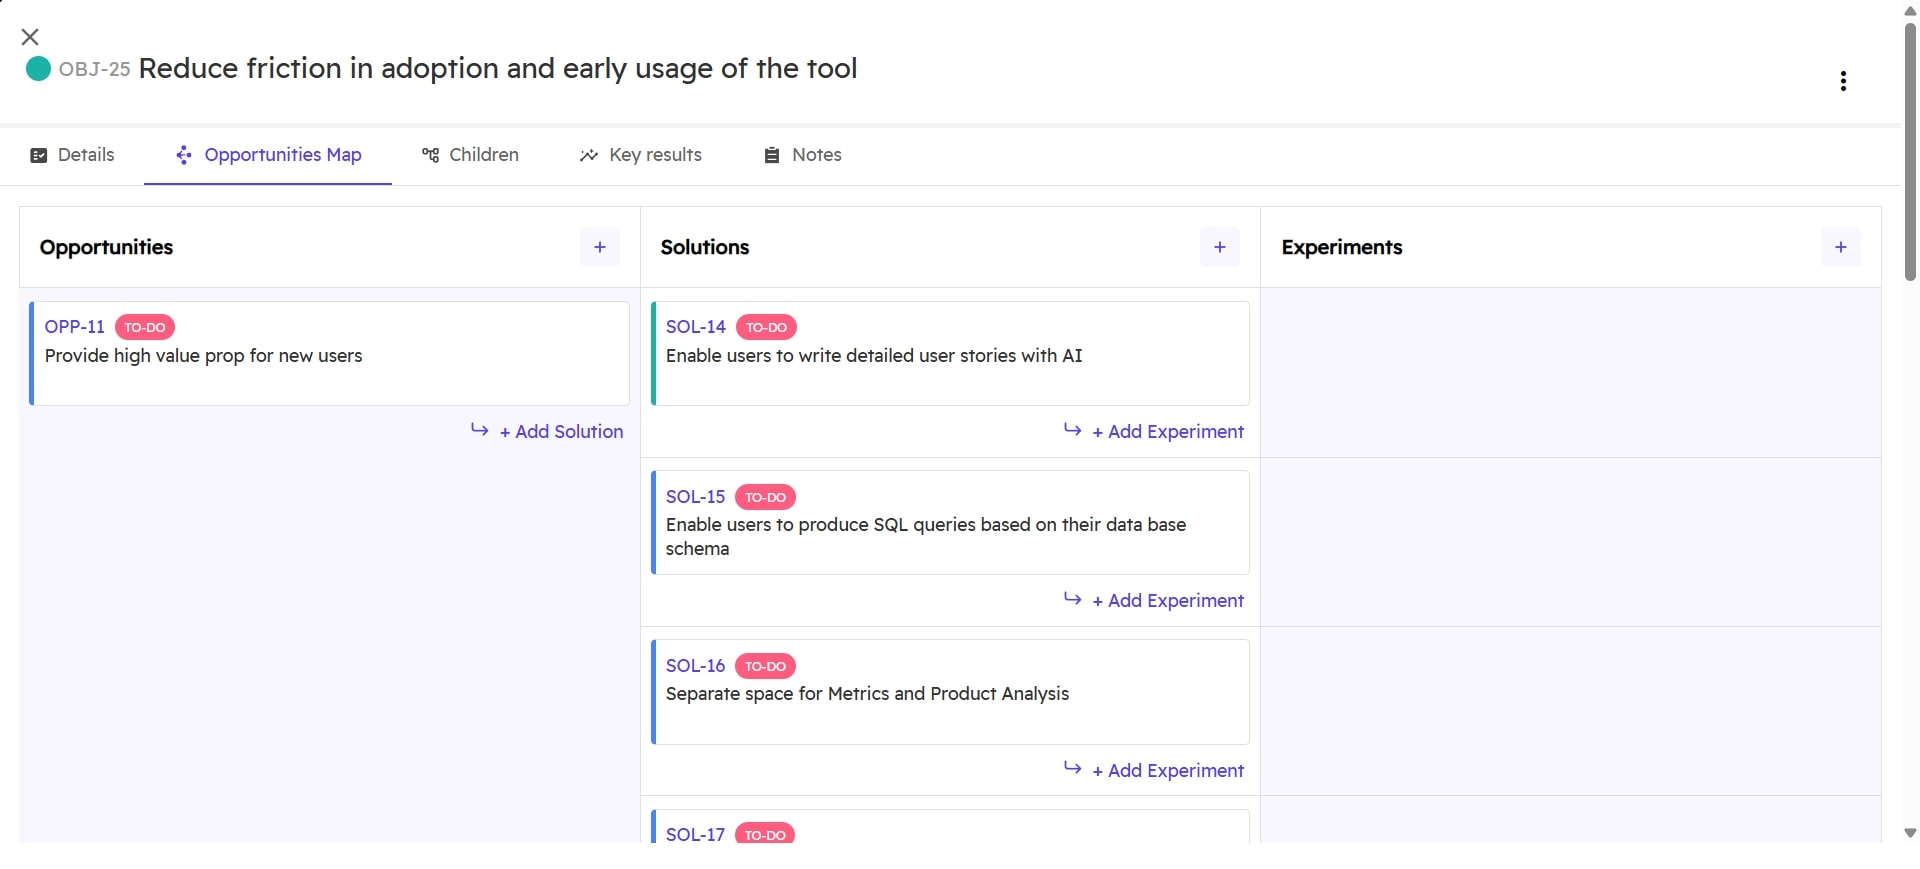 OBJ-25 Reduce friction in adoption and early usage of the tool
Details Opportunities Map Children Key results Notes
Opportunities + Solutions + Experiments +
OPP-11 TO-DO
Provide high value prop for new users
+ Add Solution
SOL-14 TO-DO
Enable users to write detailed user stories with AI
+ Add Experiment
SOL-15 TO-DO
Enable users to produce SQL queries based on their data base
schema
+ Add Experiment
SOL-16 TO-DO
Separate space for Metrics and Product Analysis
+ Add Experiment
SOL-17 TO-DO